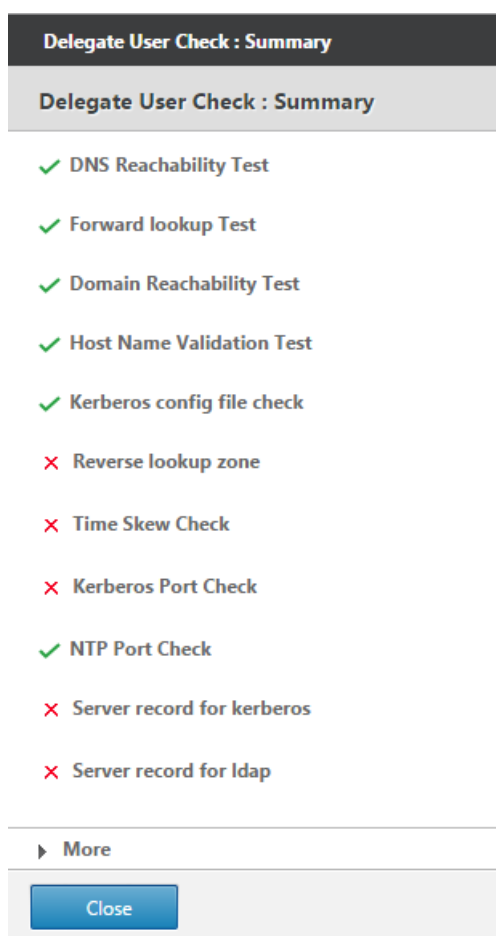 Delegate User Check : Summary
Delegate User Check : Summary
DNS Reachability Test
Forward lookup Test
Domain Reachability Test
Host Name Validation Test
Kerberos config file check
Reverse lookup zone
Time Skew Check
Kerberos Port Check
NTP Port Check
Server record for kerberos
Server record for ldap
More
Close